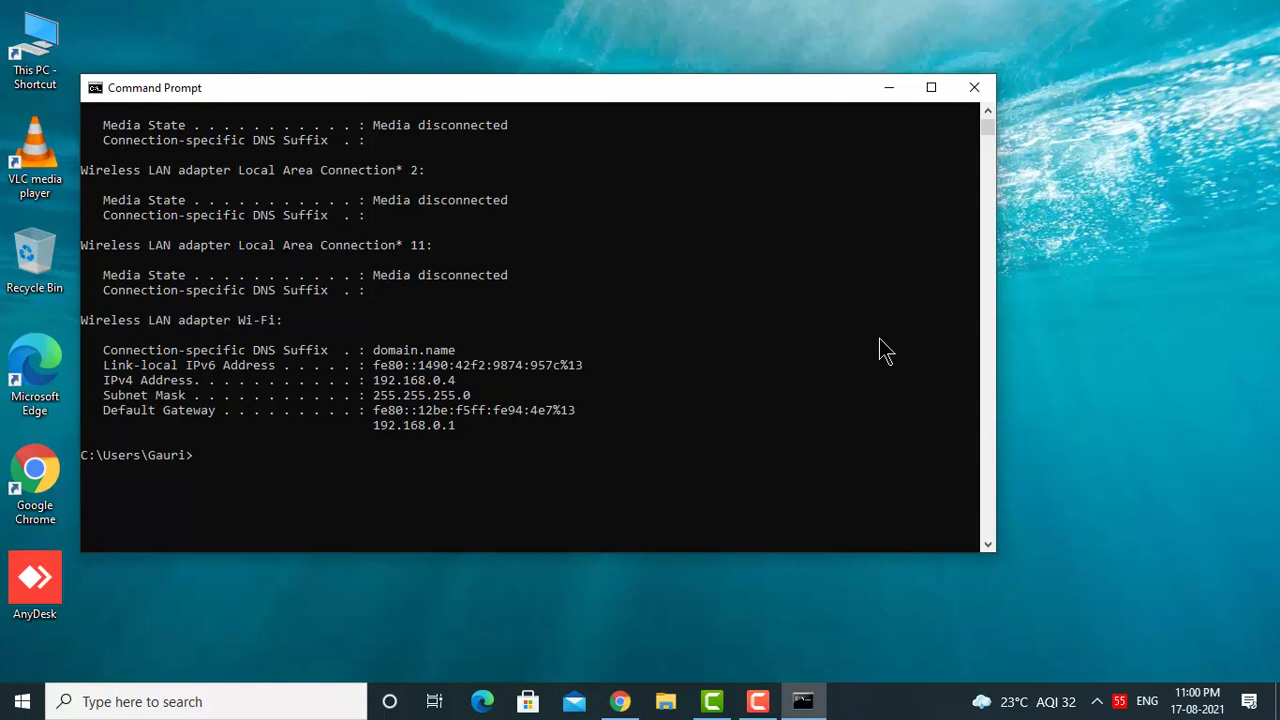 This PC -
Shortcut
VLC media
player
Recycle Bin
Microsoft
Edge
Google
Chrome
AnyDesk
Command Prompt
Media State . . . . . . . . . . . : Media disconnected
Connection-specific DNS Suffix  . :
Wireless LAN adapter Local Area Connection* 2:
Media State . . . . . . . . . . . : Media disconnected
Connection-specific DNS Suffix  . :
Wireless LAN adapter Local Area Connection* 11:
Media State . . . . . . . . . . . : Media disconnected
Connection-specific DNS Suffix  . :
Wireless LAN adapter Wi-Fi:
Connection-specific DNS Suffix  . : domain.name
Link-local IPv6 Address . . . . . : fe80::1490:42f2:9874:957c%13
IPv4 Address. . . . . . . . . . . : 192.168.0.4
Subnet Mask . . . . . . . . . . . : 255.255.255.0
Default Gateway . . . . . . . . . : fe80::12be:f5ff:fe94:4e7%13
192.168.0.1
C:\Users\Gauri>
Type here to search
23°C AQI 32
55
ENG
11:00 PM
17-08-2021